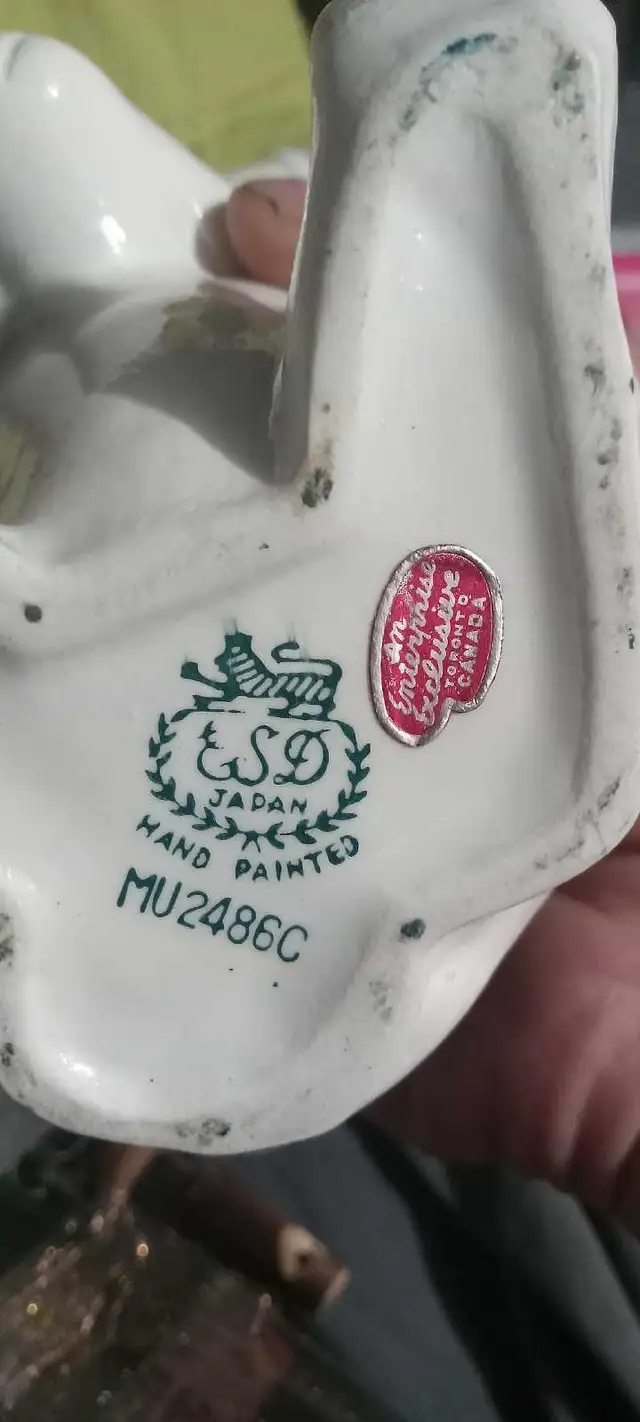 ESD
JAPAN
HAND PAINTED
MU2486C
An
Enterprise
Exclusive
TORONTO
CANADA